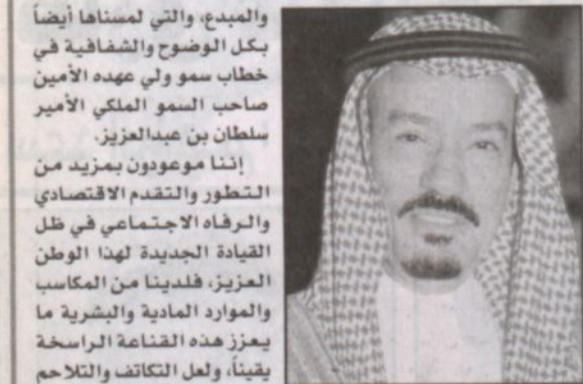 والمبدع، والتي لمسناها أيضاً
بكل الوضوح والشفافية في
خطاب سمو ولي عهده الأمين
صاحب السمو الملكي الأمير
سلطان بن عبدالعزيز.
إننا موعودون بمزيد من
التطور والتقدم الاقتصادي
والرفاه الاجتماعي في ظل
القيادة الجديدة لهذا الوطن
العزيز، فلدينا من المكاسب
والموارد المادية والبشرية ما
يعزز هذه القناعة الراسخة
يقيناً، ولعل التكاتف والتلاحم